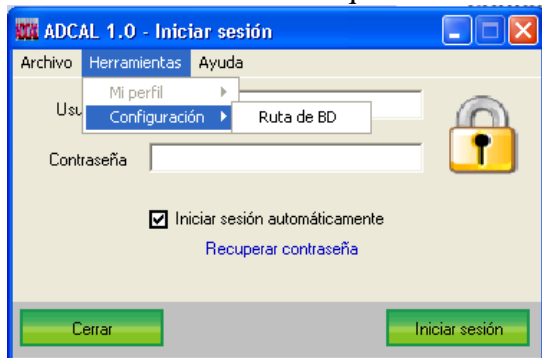 ADCAL 1.0 - Iniciar sesión
Archivo Herramientas Ayuda
Mi perfil
Configuración Ruta de BD
Contraseña
Iniciar sesión automáticamente
Recuperar contraseña
Cerrar Iniciar sesión